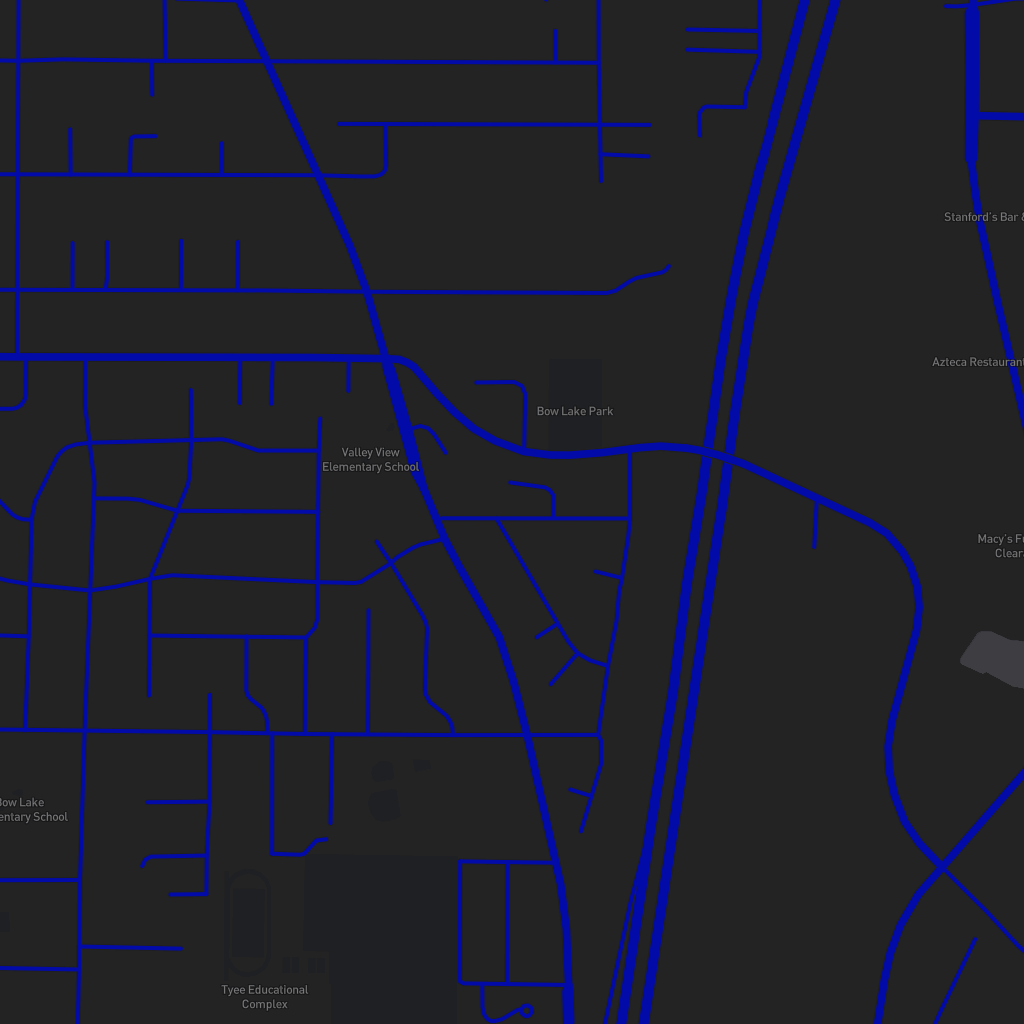 Stanford's Bar &
Azteca Restaurant
Bow Lake Park
Valley View
Elementary School
Macy's
Bow Lake
entary School
Tyee Educational
Complex